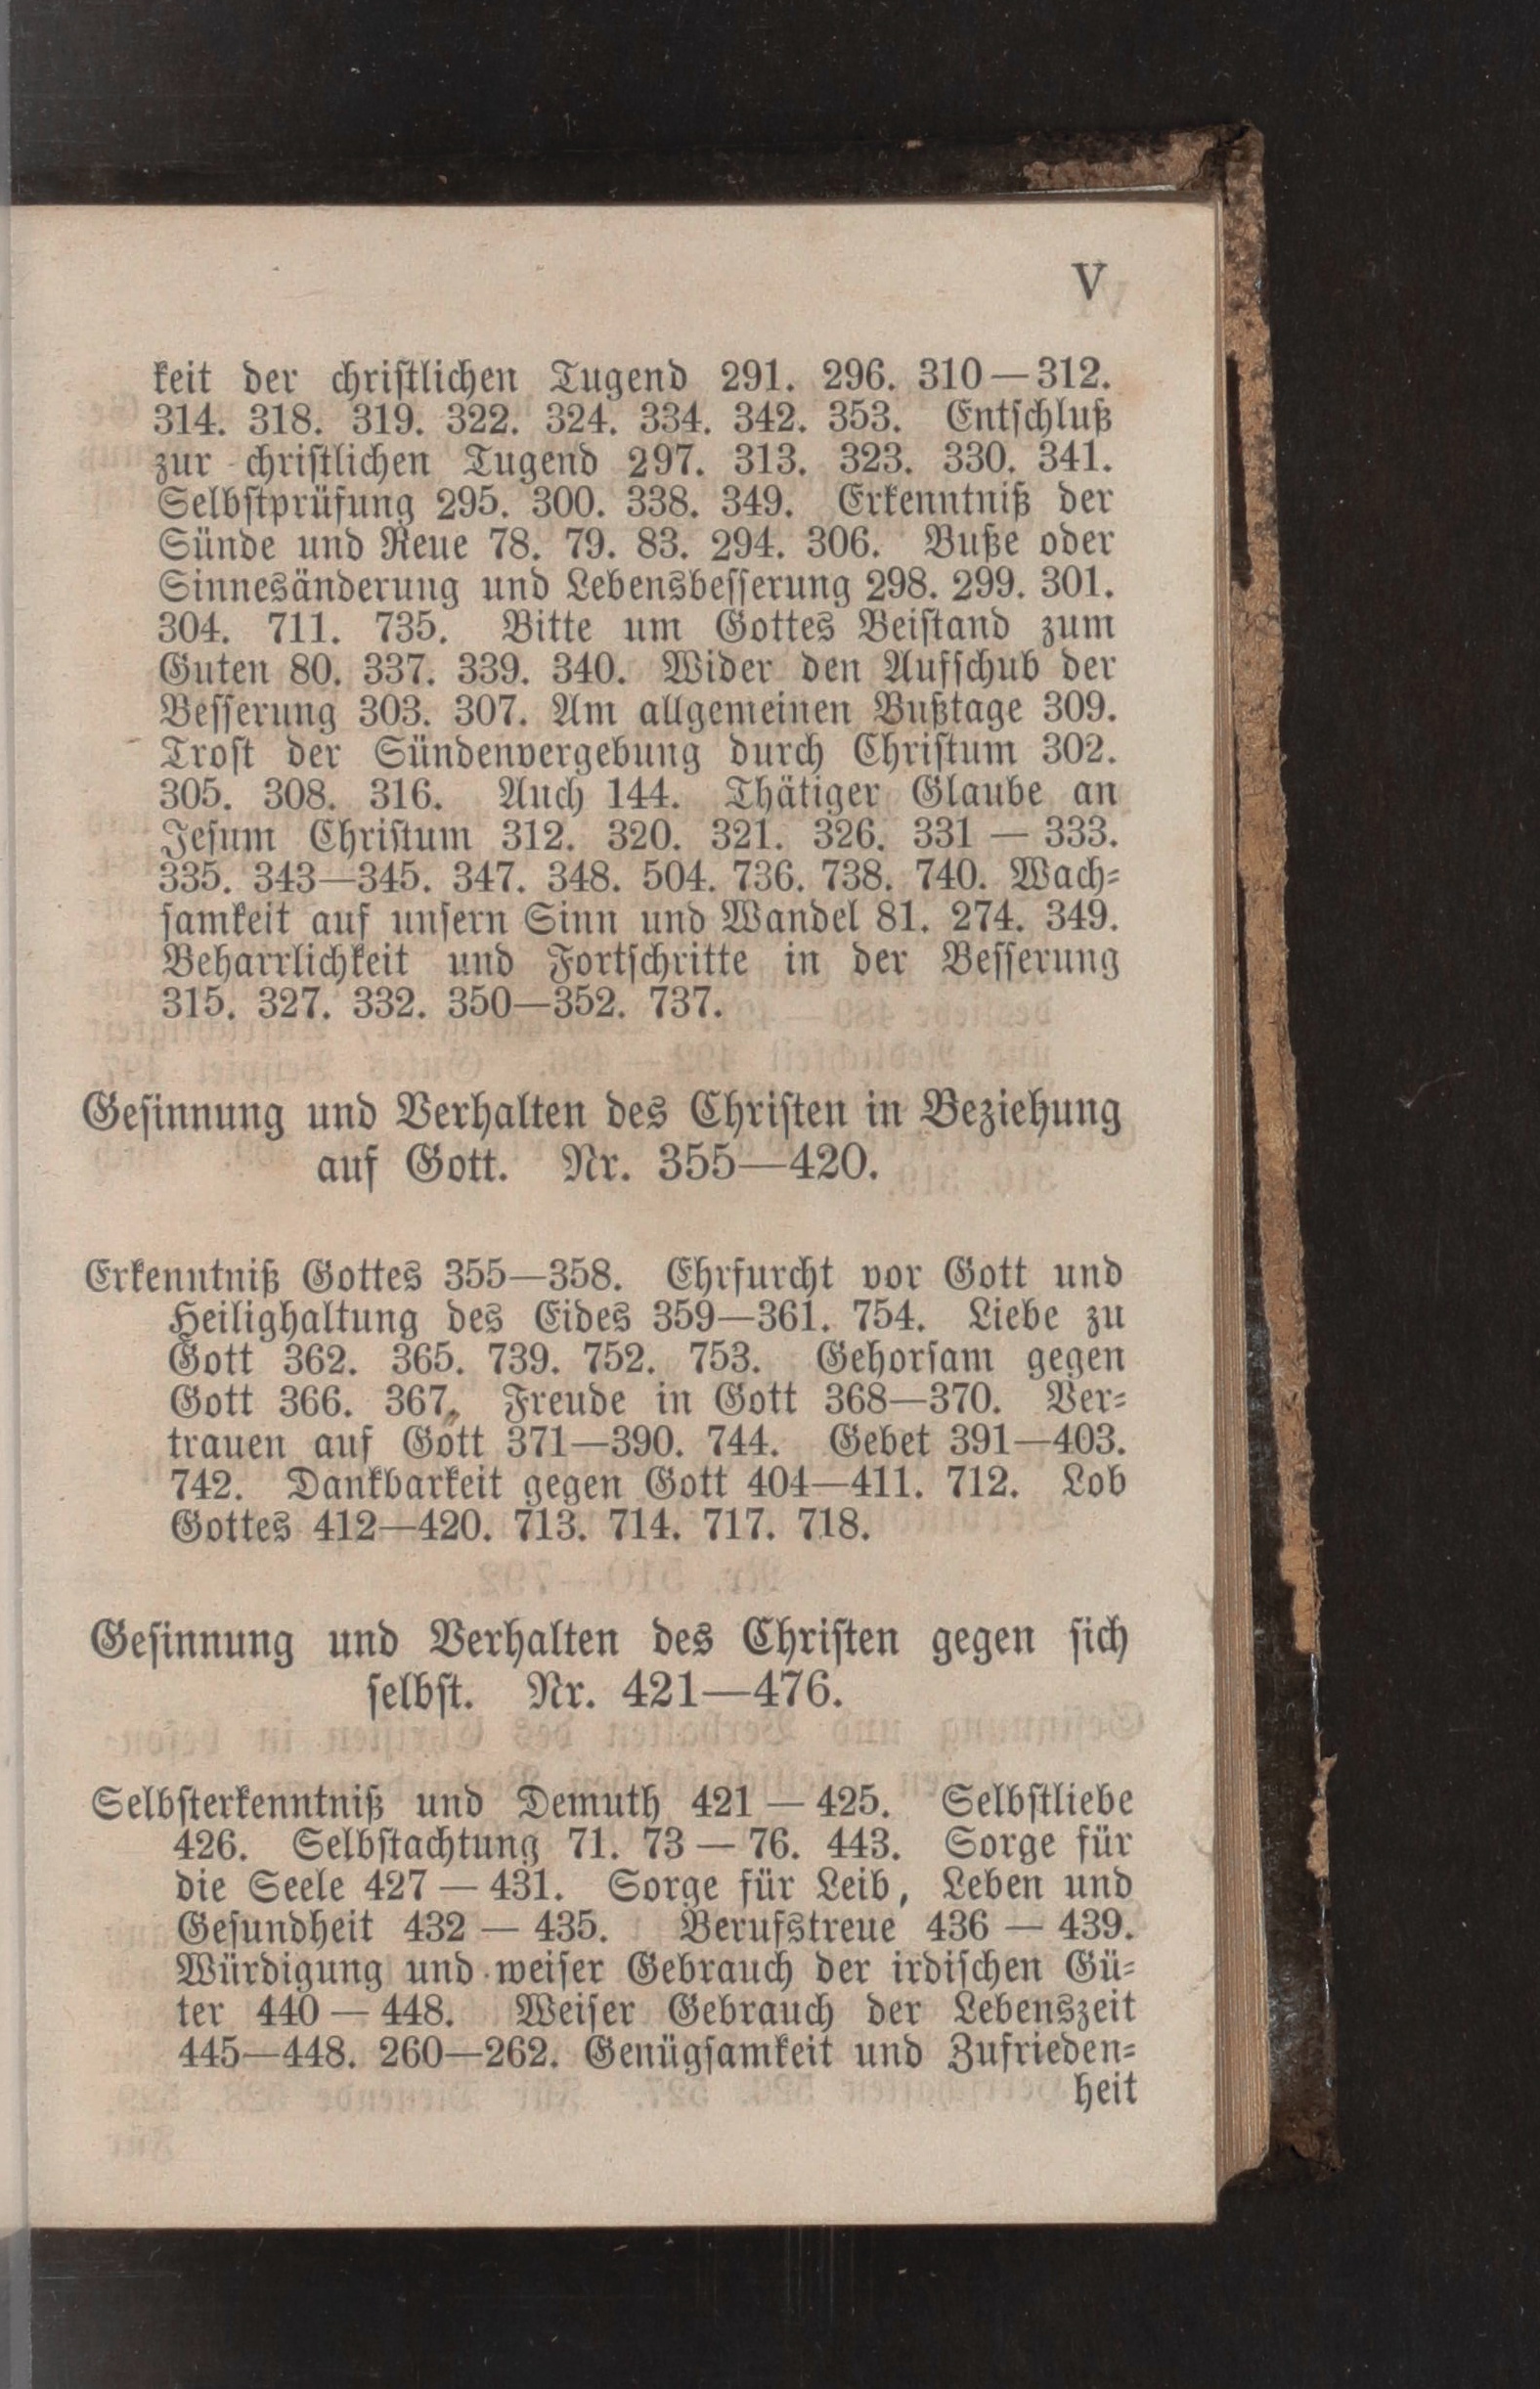 V
keit der christlichen Tugend 291. 296. 310—312.
314. 318. 319. 322. 324. 334. 342. 353. Entschluß
zur christlichen Tugend 297. 313. 323. 330. 341.
Selbstprüfung 295. 300. 338. 349. Erkenntniß der
Sünde und Reue 78. 79. 83. 294. 306. Buße oder
Sinnesänderung und Lebensbesserung 298. 299. 301.
304. 711. 735. Bitte um Gottes Beistand zum
Guten 80. 337. 339. 340. Wider den Aufschub der
Besserung 303. 307. Am allgemeinen Bußtage 309.
Trost der Sündenvergebung durch Christum 302.
305. 308. 316. Auch 144. Thätiger Glaube an
Jesum Christum 312. 320. 321. 326. 331 — 333.
335. 343—345. 347. 348. 504. 736. 738. 740. Wach-
samkeit auf unsern Sinn und Wandel 81. 274. 349.
Beharrlichkeit und Fortschritte in der Besserung
315. 327. 332. 350—352. 737.
Gesinnung und Verhalten des Christen in Beziehung
auf Gott. Nr. 355—420.
Erkenntniß Gottes 355—358. Ehrfurcht vor Gott und
Heilighaltung des Eides 359—361. 754. Liebe zu
Gott 362. 365. 739. 752. 753. Gehorsam gegen
Gott 366. 367. Freude in Gott 368—370. Ver-
trauen auf Gott 371—390. 744. Gebet 391—403.
742. Dankbarkeit gegen Gott 404—411. 712. Lob
Gottes 412—420. 713. 714. 717. 718.
Gesinnung und Verhalten des Christen gegen sich
selbst. Nr. 421—476.
Selbsterkenntniß und Demuth 421 — 425. Selbstliebe
426. Selbstachtung 71. 73 — 76. 443. Sorge für
die Seele 427 — 431. Sorge für Leib, Leben und
Gesundheit 432 — 435. Berufstreue 436 — 439.
Würdigung und weiser Gebrauch der irdischen Gü-
ter 440 — 448. Weiser Gebrauch der Lebenszeit
445—448. 260—262. Genügsamkeit und Zufrieden-
heit